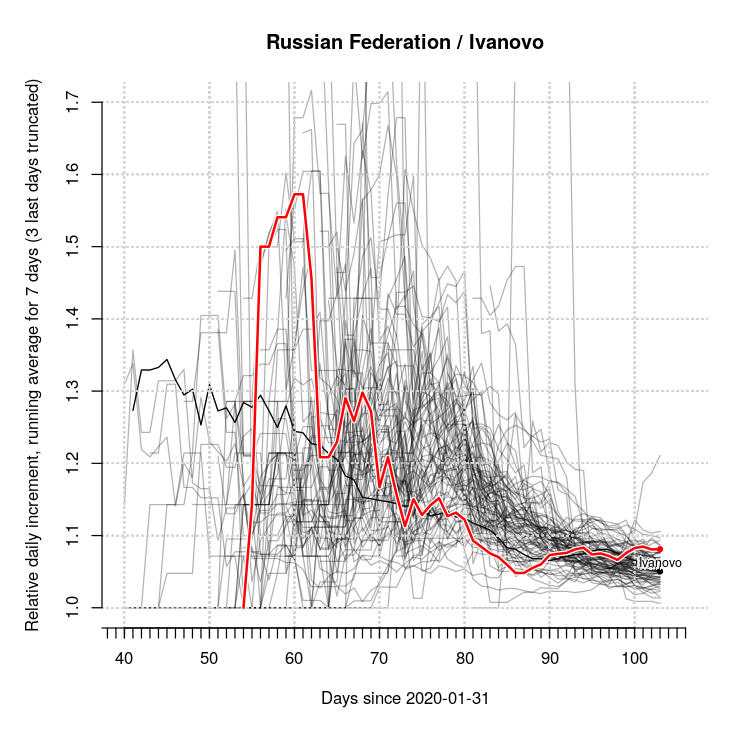 Russian Federation / Ivanovo
Relative daily increment, running average for 7 days (3 last days truncated)
1.7
1.6
1.5
1.4
1.3
1.2
1.1
1.0
Ivanovo
40 50 60 70 80 90 100
Days since 2020-01-31